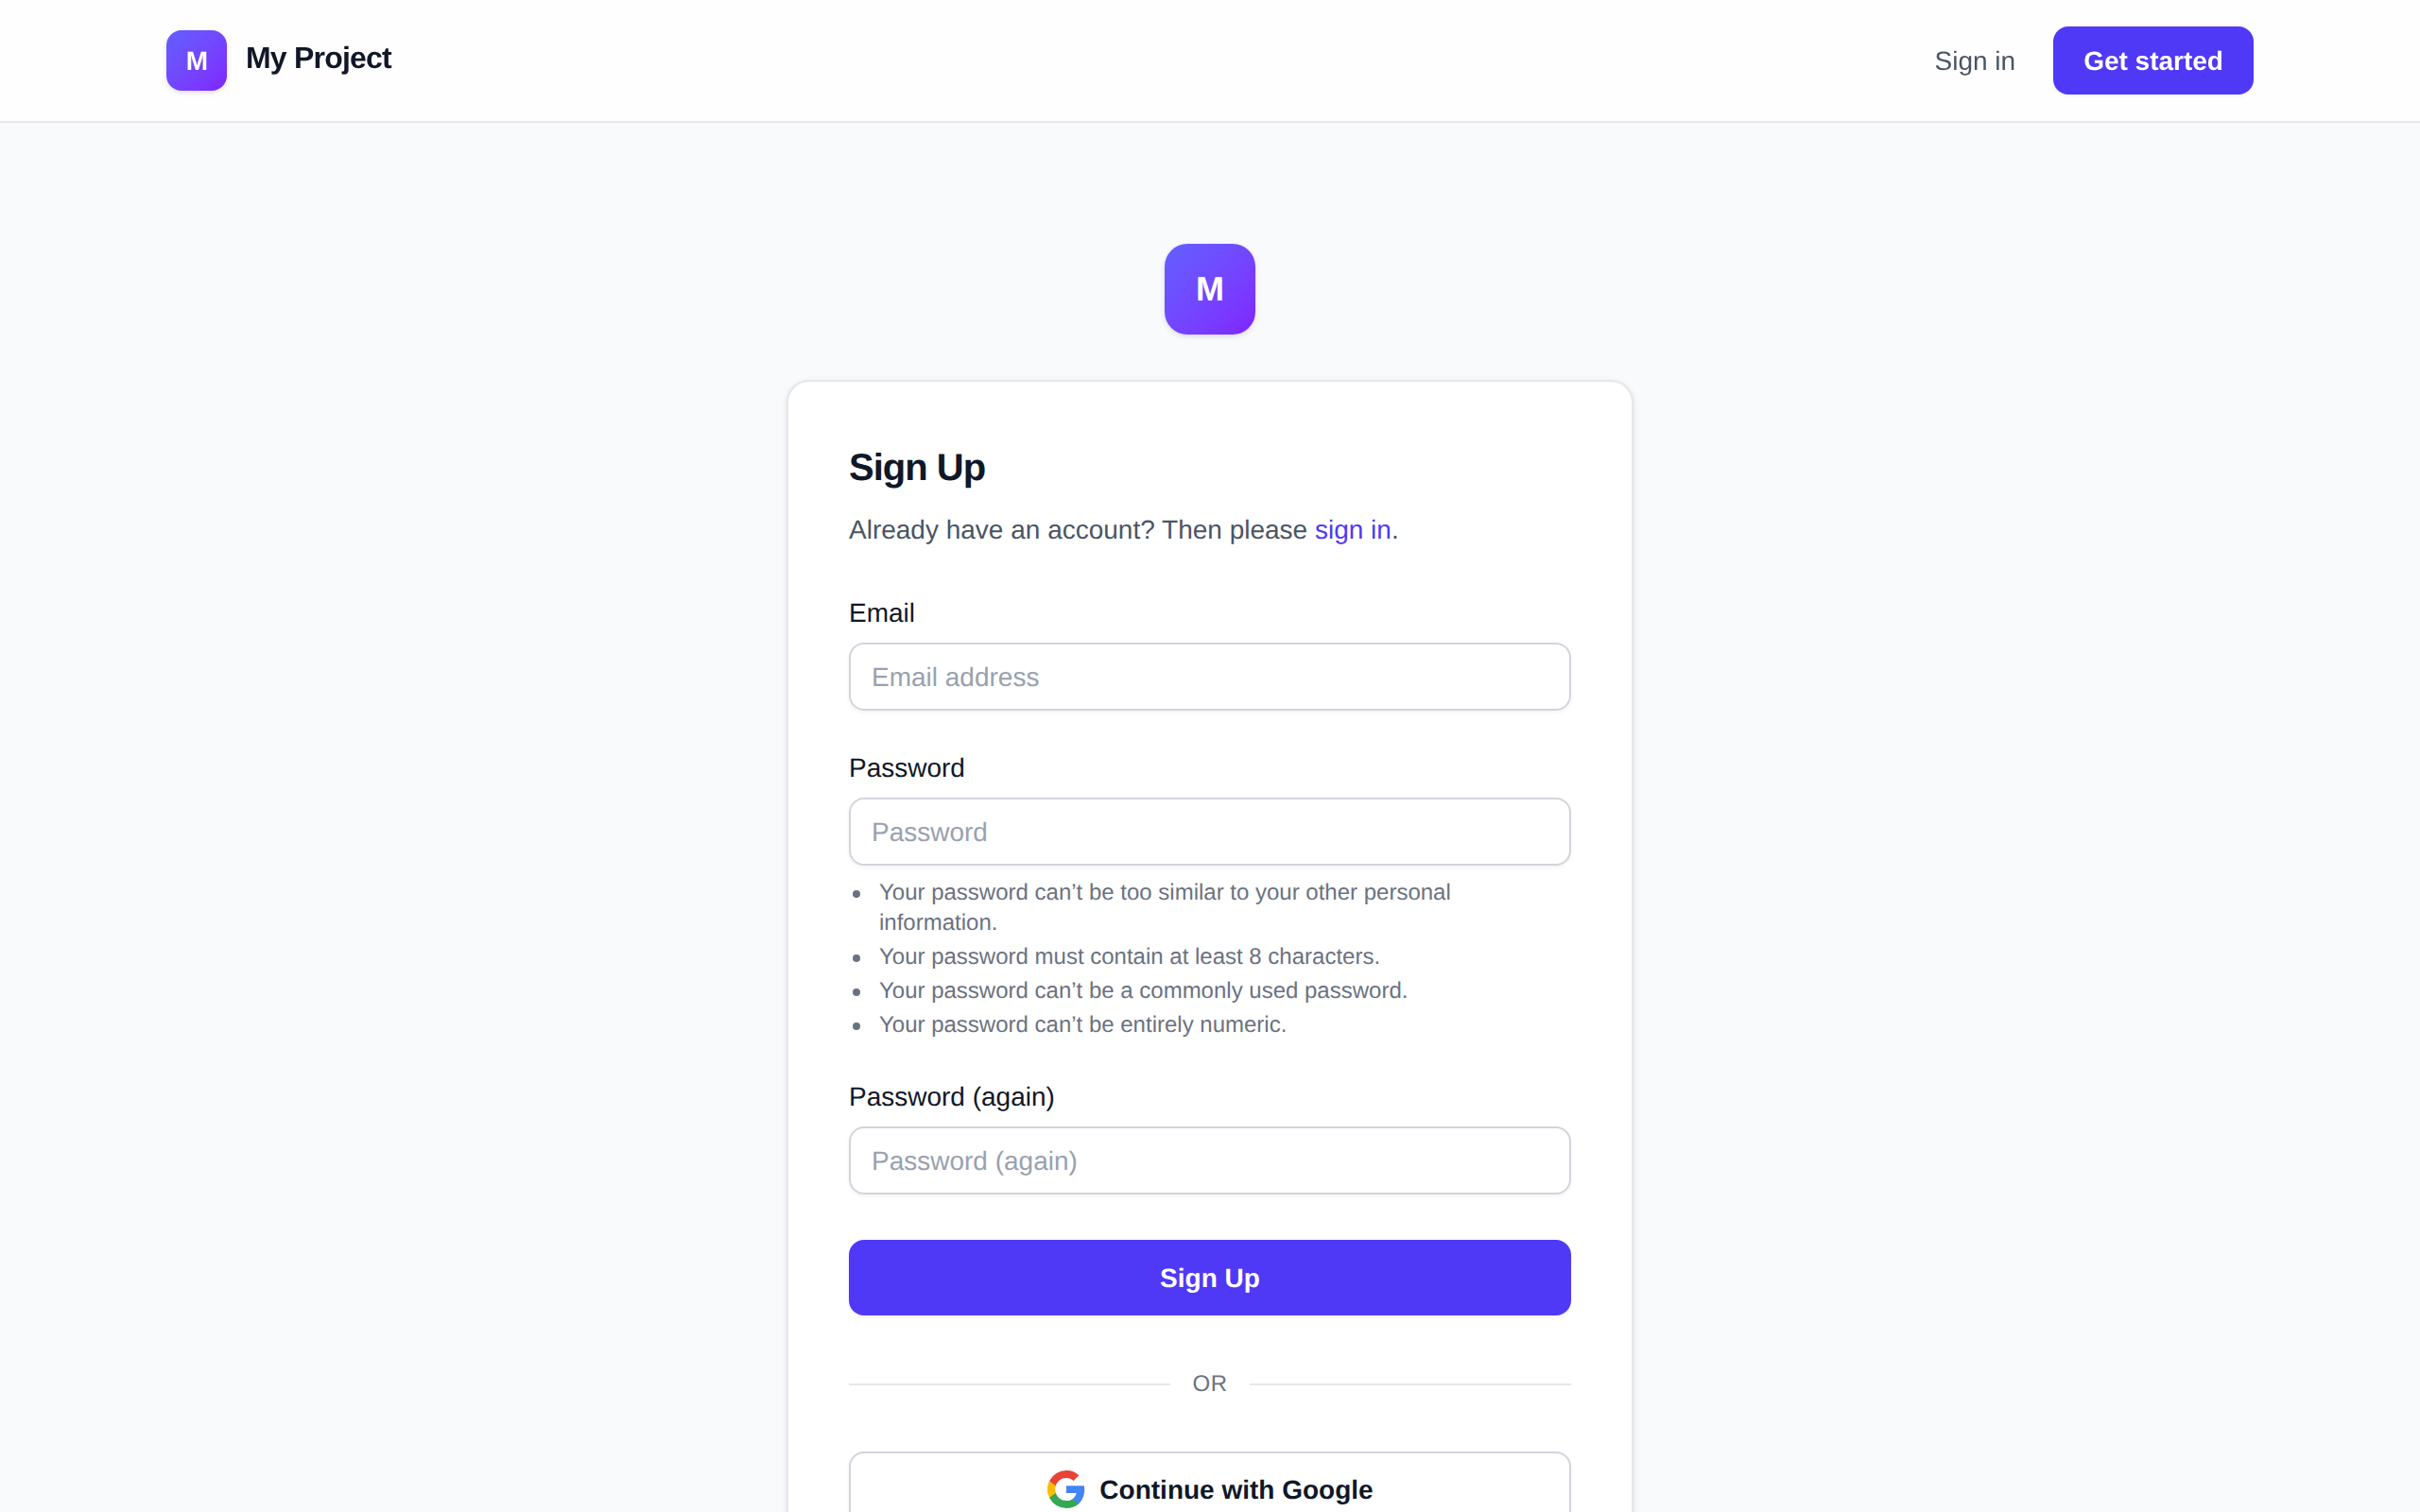 M My Project Sign in Get started
M
Sign Up
Already have an account? Then please sign in.
Email
Email address
Password
Password
Your password can’t be too similar to your other personal
information.
Your password must contain at least 8 characters.
Your password can’t be a commonly used password.
Your password can’t be entirely numeric.
Password (again)
Password (again)
Sign Up
OR
Continue with Google